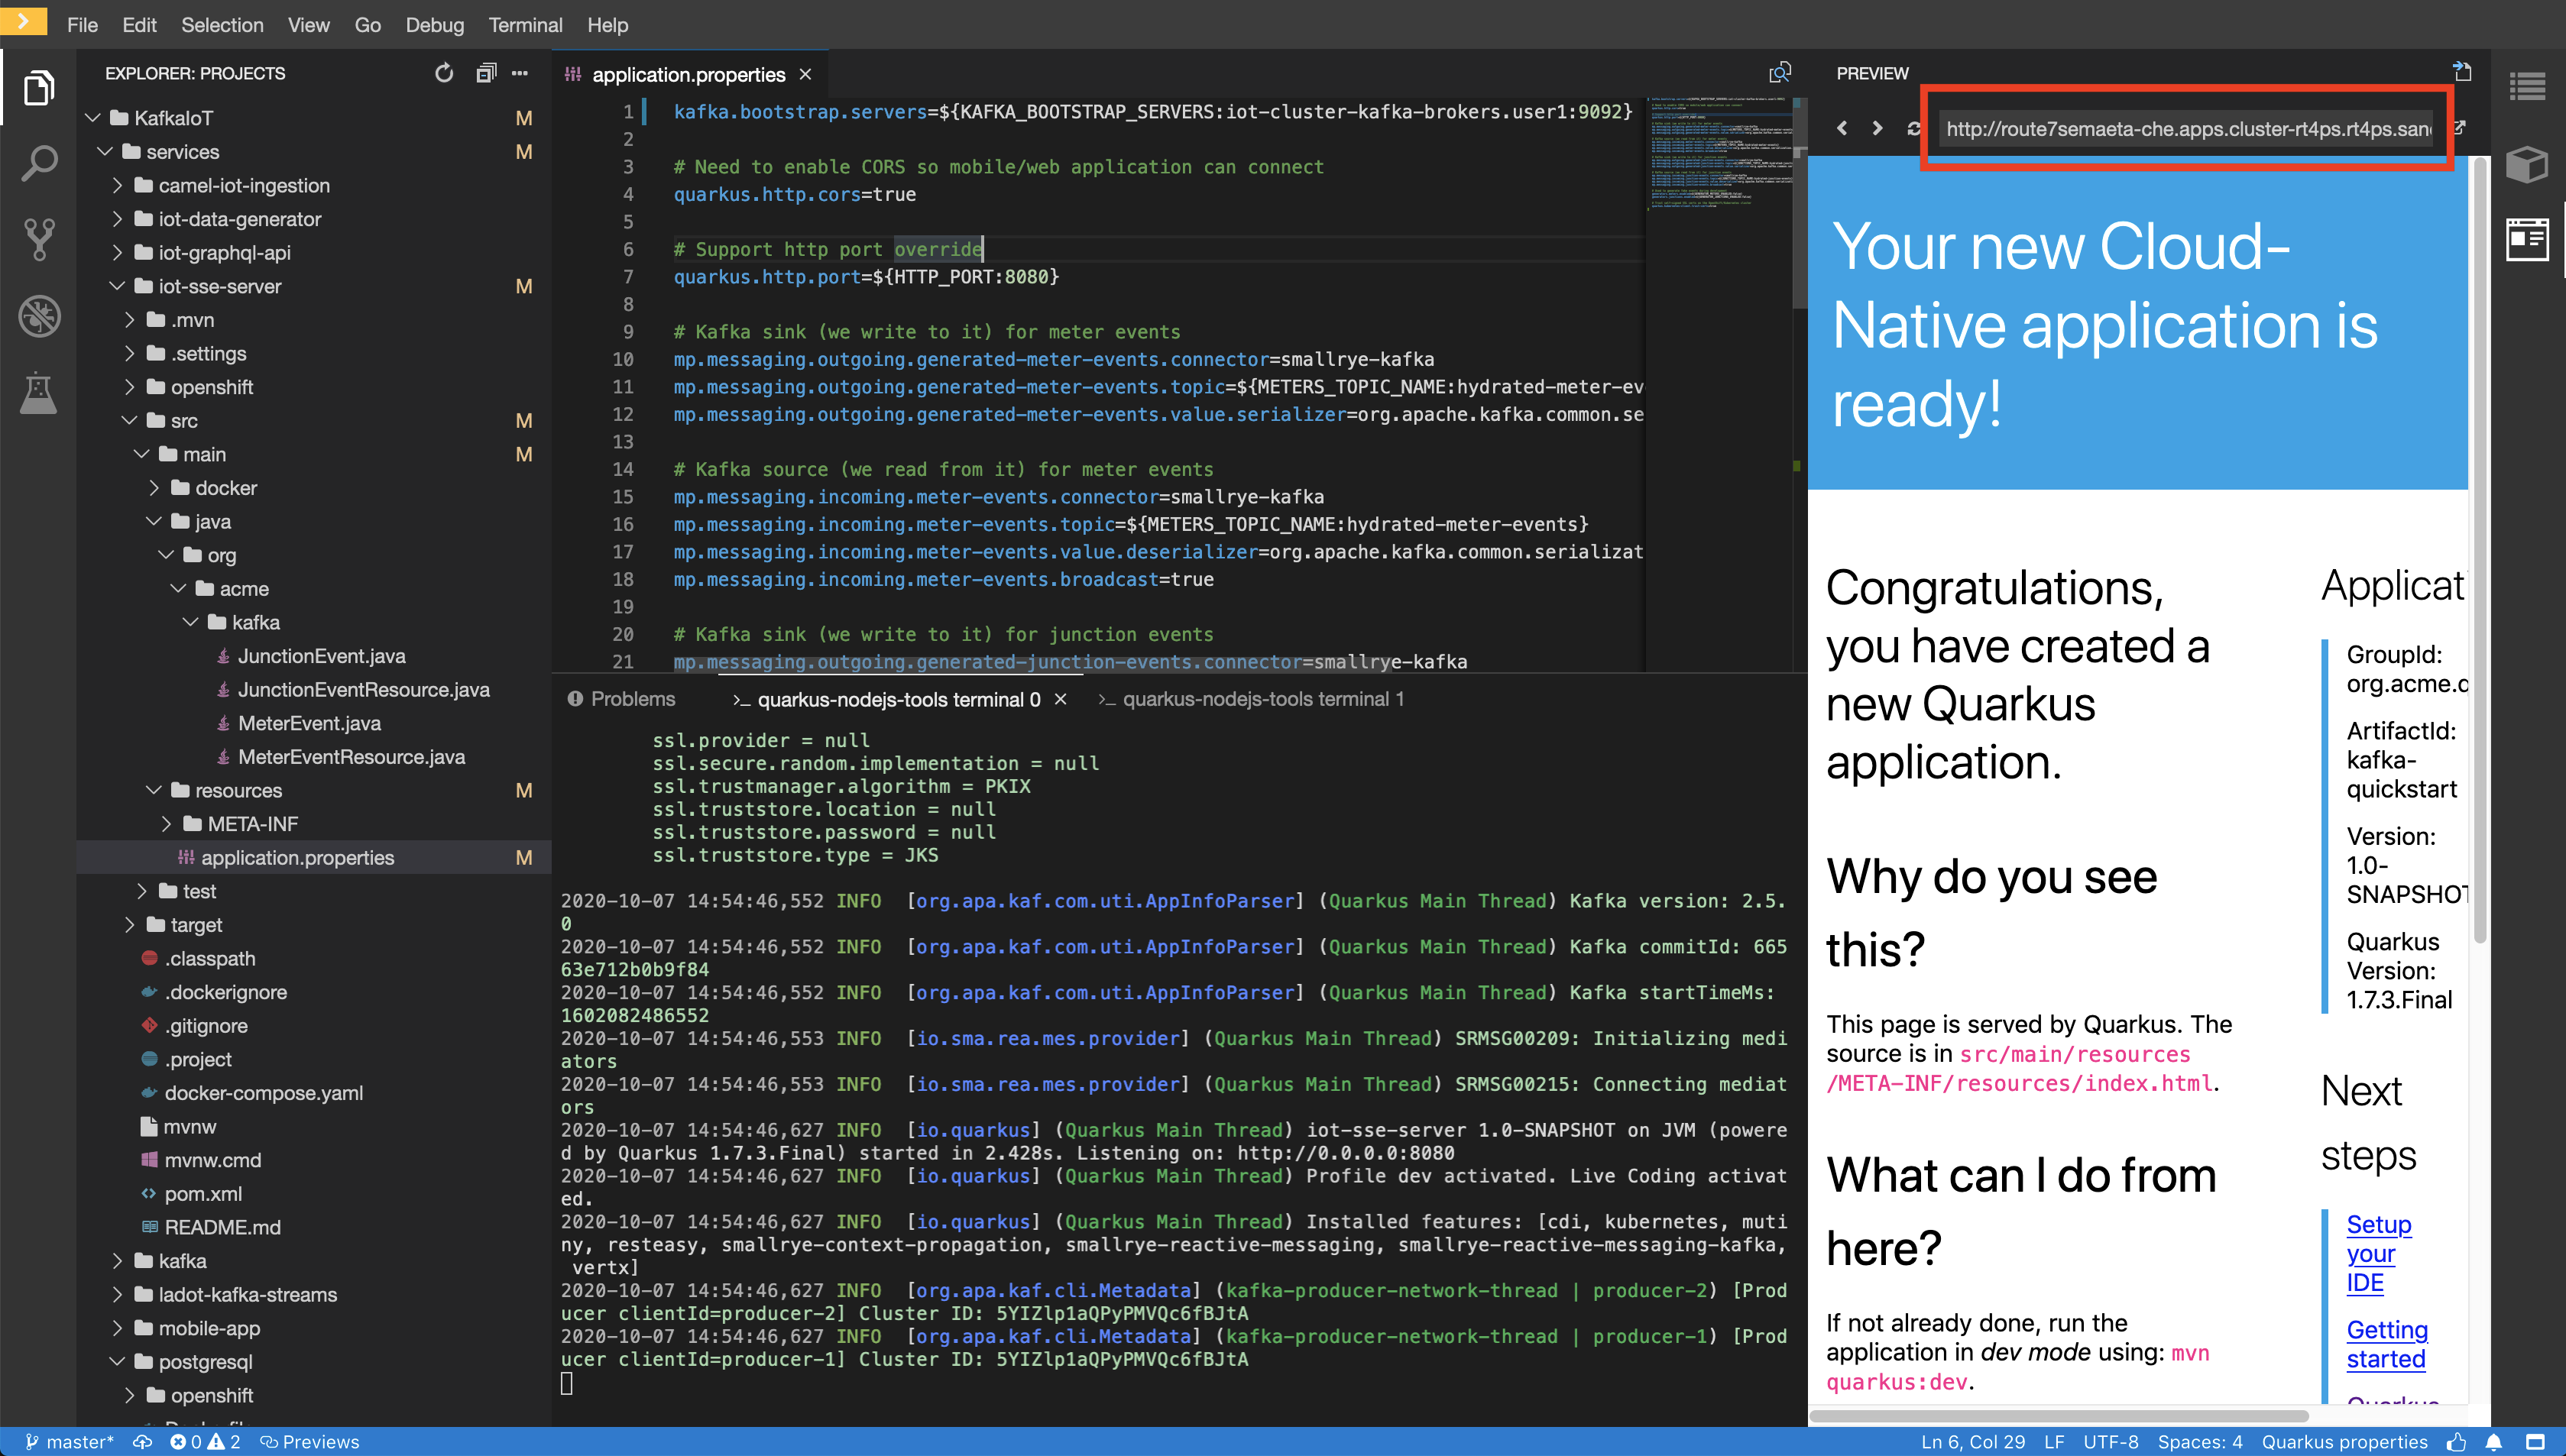 File Edit Selection View Go Debug Terminal Help
EXPLORER: PROJECTS
KafkaIoT M
services M
camel-iot-ingestion
iot-data-generator
iot-graphql-api
iot-sse-server M
.mvn
.settings
openshift
src M
main M
docker
java
org
acme
kafka
JunctionEvent.java
JunctionEventResource.java
MeterEvent.java
MeterEventResource.java
resources M
META-INF
application.properties M
test
target
.classpath
.dockerignore
.gitignore
.project
docker-compose.yaml
mvnw
mvnw.cmd
pom.xml
README.md
kafka
ladot-kafka-streams
mobile-app
postgresql
openshift
application.properties
1 kafka.bootstrap.servers=${KAFKA_BOOTSTRAP_SERVERS:iot-cluster-kafka-brokers.user1:9092}
2
3 # Need to enable CORS so mobile/web application can connect
4 quarkus.http.cors=true
5
6 # Support http port override
7 quarkus.http.port=${HTTP_PORT:8080}
8
9 # Kafka sink (we write to it) for meter events
10 mp.messaging.outgoing.generated-meter-events.connector=smallrye-kafka
11 mp.messaging.outgoing.generated-meter-events.topic=${METERS_TOPIC_NAME:hydrated-meter-ev
12 mp.messaging.outgoing.generated-meter-events.value.serializer=org.apache.kafka.common.se
13
14 # Kafka source (we read from it) for meter events
15 mp.messaging.incoming.meter-events.connector=smallrye-kafka
16 mp.messaging.incoming.meter-events.topic=${METERS_TOPIC_NAME:hydrated-meter-events}
17 mp.messaging.incoming.meter-events.value.deserializer=org.apache.kafka.common.serializat
18 mp.messaging.incoming.meter-events.broadcast=true
19
20 # Kafka sink (we write to it) for junction events
21 mp.messaging.outgoing.generated-junction-events.connector=smallrye-kafka
Problems >_ quarkus-nodejs-tools terminal 0 >_ quarkus-nodejs-tools terminal 1
ssl.provider = null
ssl.secure.random.implementation = null
ssl.trustmanager.algorithm = PKIX
ssl.truststore.location = null
ssl.truststore.password = null
ssl.truststore.type = JKS
2020-10-07 14:54:46,552 INFO [org.apa.kaf.com.uti.AppInfoParser] (Quarkus Main Thread) Kafka version: 2.5.
0
2020-10-07 14:54:46,552 INFO [org.apa.kaf.com.uti.AppInfoParser] (Quarkus Main Thread) Kafka commitId: 665
63e712b0b9f84
2020-10-07 14:54:46,552 INFO [org.apa.kaf.com.uti.AppInfoParser] (Quarkus Main Thread) Kafka startTimeMs:
1602082486552
2020-10-07 14:54:46,553 INFO [io.sma.rea.mes.provider] (Quarkus Main Thread) SRMSG00209: Initializing medi
ators
2020-10-07 14:54:46,553 INFO [io.sma.rea.mes.provider] (Quarkus Main Thread) SRMSG00215: Connecting mediat
ors
2020-10-07 14:54:46,627 INFO [io.quarkus] (Quarkus Main Thread) iot-sse-server 1.0-SNAPSHOT on JVM (powere
d by Quarkus 1.7.3.Final) started in 2.428s. Listening on: http://0.0.0.0:8080
2020-10-07 14:54:46,627 INFO [io.quarkus] (Quarkus Main Thread) Profile dev activated. Live Coding activat
ed.
2020-10-07 14:54:46,627 INFO [io.quarkus] (Quarkus Main Thread) Installed features: [cdi, kubernetes, muti
ny, resteasy, smallrye-context-propagation, smallrye-reactive-messaging, smallrye-reactive-messaging-kafka,
vertx]
2020-10-07 14:54:46,627 INFO [org.apa.kaf.cli.Metadata] (kafka-producer-network-thread | producer-2) [Prod
ucer clientId=producer-2] Cluster ID: 5YIZlp1aQPyPMVQc6fBJtA
2020-10-07 14:54:46,627 INFO [org.apa.kaf.cli.Metadata] (kafka-producer-network-thread | producer-1) [Prod
ucer clientId=producer-1] Cluster ID: 5YIZlp1aQPyPMVQc6fBJtA
PREVIEW
http://route7semaeta-che.apps.cluster-rt4ps.rt4ps.san
Your new Cloud-
Native application is
ready!
Congratulations,
you have created a
new Quarkus
application.
Why do you see
this?
This page is served by Quarkus. The
source is in src/main/resources
/META-INF/resources/index.html.
What can I do from
here?
If not already done, run the
application in dev mode using: mvn
quarkus:dev.
Applicat
GroupId:
org.acme.q
ArtifactId:
kafka-
quickstart
Version:
1.0-
SNAPSHOT
Quarkus
Version:
1.7.3.Final
Next
steps
Setup
your
IDE
Getting
started
master* 0 2 Previews
Ln 6, Col 29 LF UTF-8 Spaces: 4 Quarkus properties